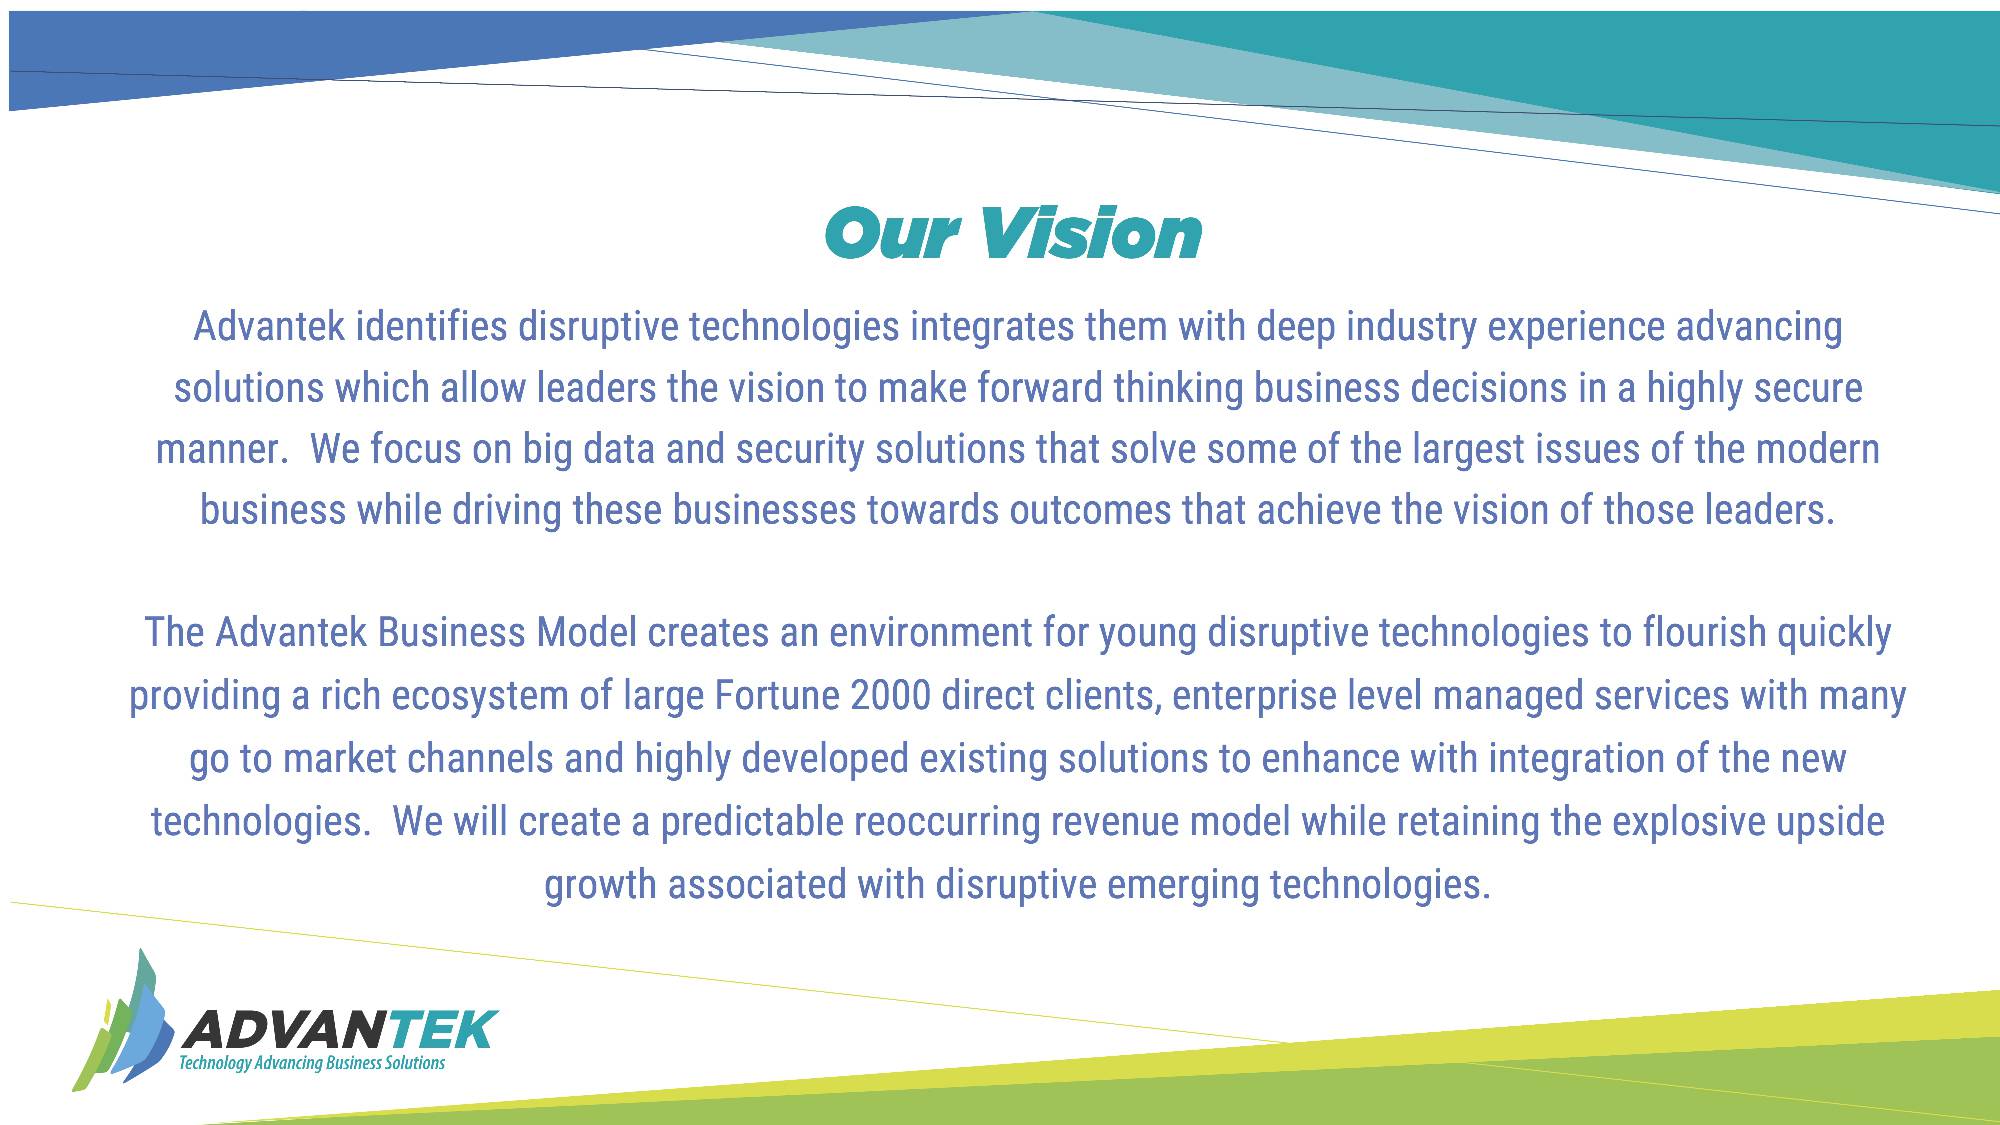 Our Vision
Advantek identifies disruptive technologies integrates them with deep industry experience advancing
solutions which allow leaders the vision to make forward thinking business decisions in a highly secure
manner.  We focus on big data and security solutions that solve some of the largest issues of the modern
business while driving these businesses towards outcomes that achieve the vision of those leaders.
The Advantek Business Model creates an environment for young disruptive technologies to flourish quickly
providing a rich ecosystem of large Fortune 2000 direct clients, enterprise level managed services with many
go to market channels and highly developed existing solutions to enhance with integration of the new
technologies.  We will create a predictable reoccurring revenue model while retaining the explosive upside
growth associated with disruptive emerging technologies.
ADVANTEK
Technology Advancing Business Solutions